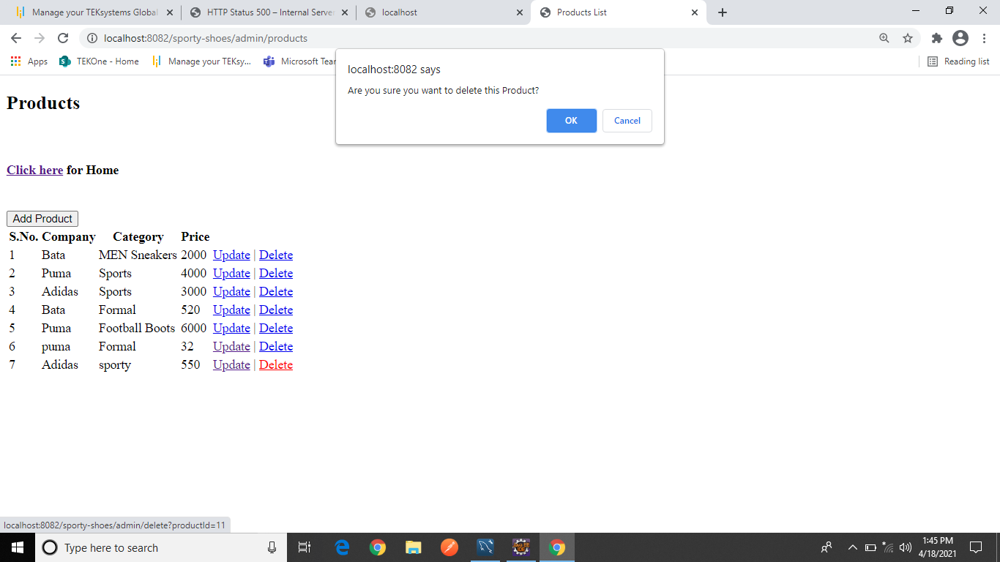 Manage your TEKsystems Global
HTTP Status 500 – Internal Server
localhost
Products List
localhost:8082/sporty-shoes/admin/products
Apps
TEKOne - Home
Manage your TEKsy...
Microsoft Tea
Reading list
localhost:8082 says
Are you sure you want to delete this Product?
OK Cancel
Products
Click here for Home
Add Product
S.No. Company Category Price
1 Bata MEN Sneakers 2000 Update | Delete
2 Puma Sports 4000 Update | Delete
3 Adidas Sports 3000 Update | Delete
4 Bata Formal 520 Update | Delete
5 Puma Football Boots 6000 Update | Delete
6 puma Formal 32 Update | Delete
7 Adidas sporty 550 Update | Delete
localhost:8082/sporty-shoes/admin/delete?productId=11
Type here to search
Java EE
IDE
1:45 PM
4/18/2021